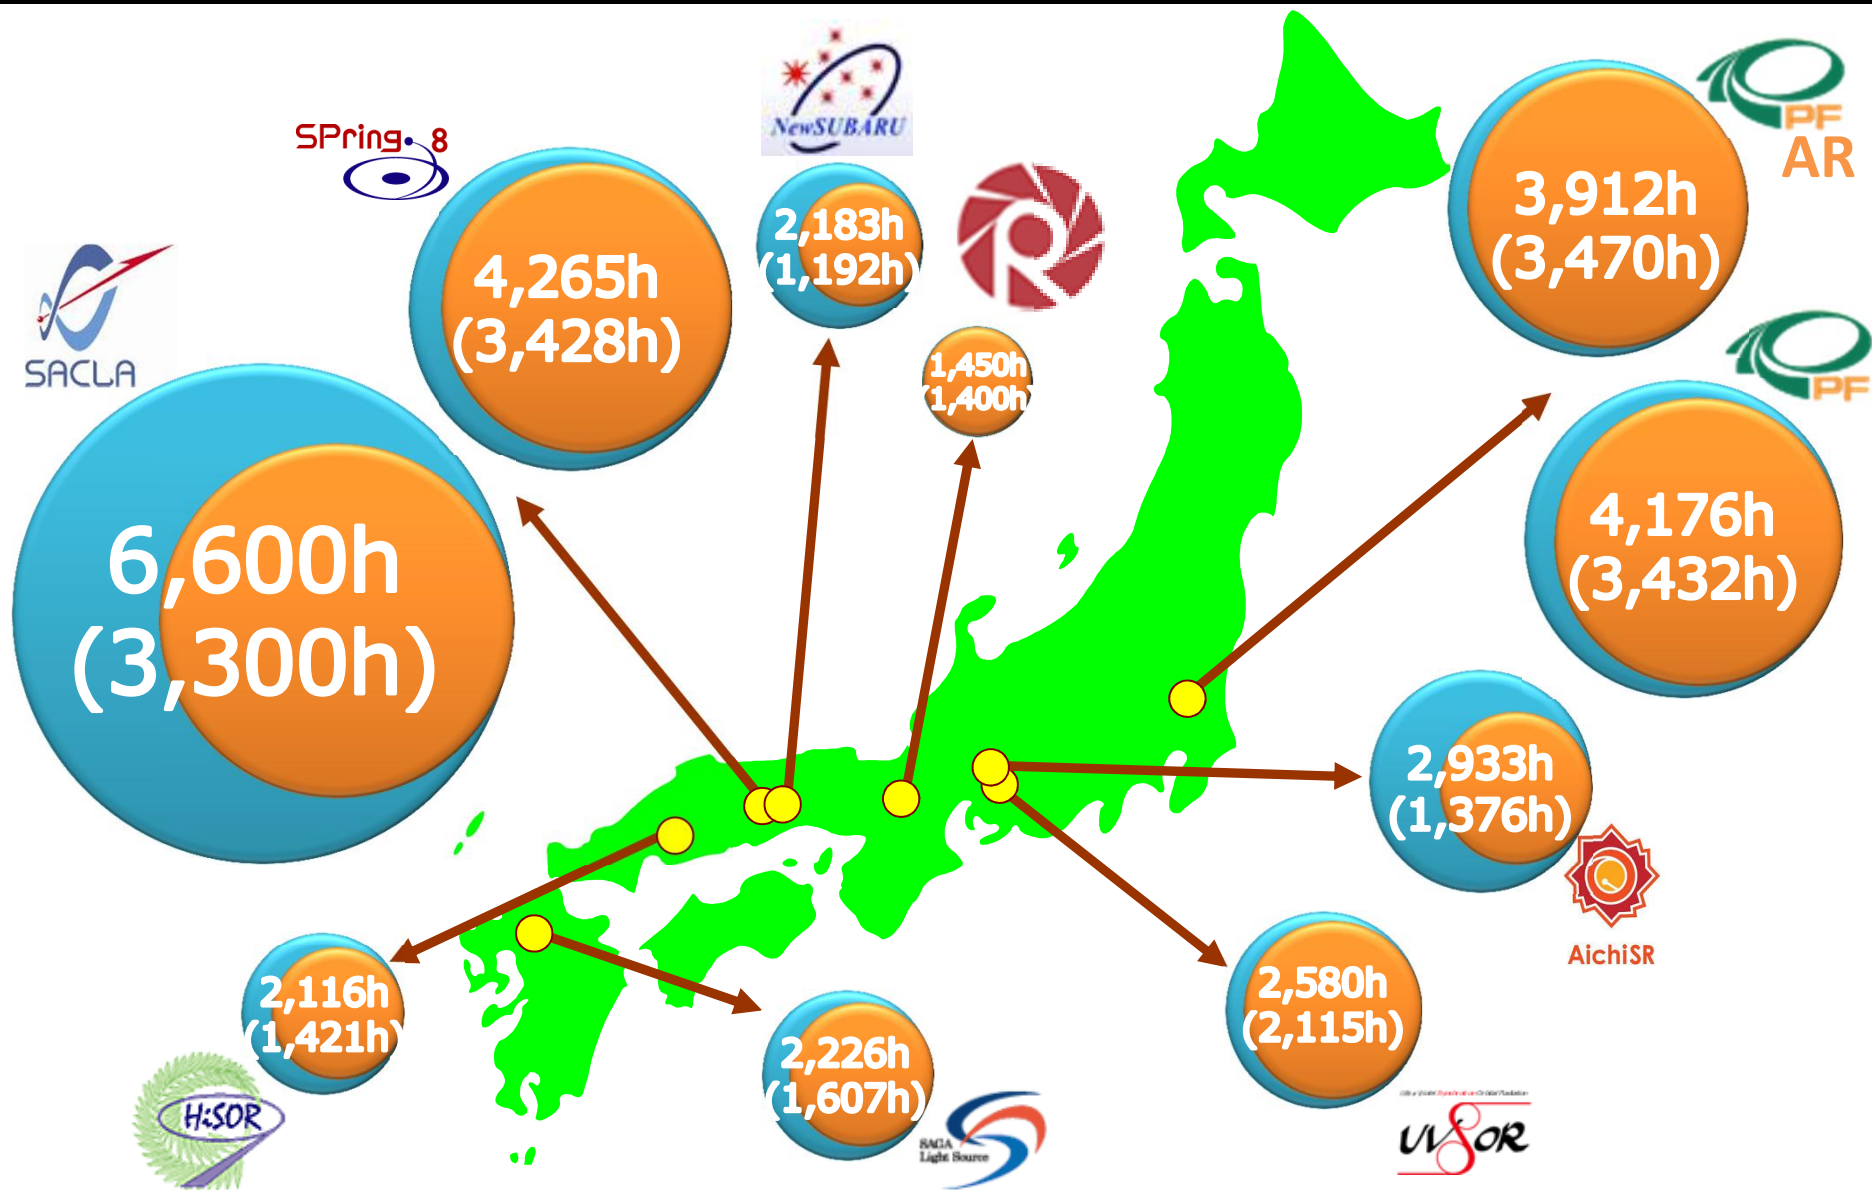 SPring-8
4,265h
(3,428h)
SACLA
6,600h
(3,300h)
NewSUBARU
2,183h
(1,192h)
R
1,450h
(1,400h)
PF
AR
3,912h
(3,470h)
PF
4,176h
(3,432h)
2,933h
(1,376h)
AichiSR
2,580h
(2,115h)
UVSOR
2,226h
(1,607h)
SAGA
Light Source
2,116h
(1,421h)
HiSOR